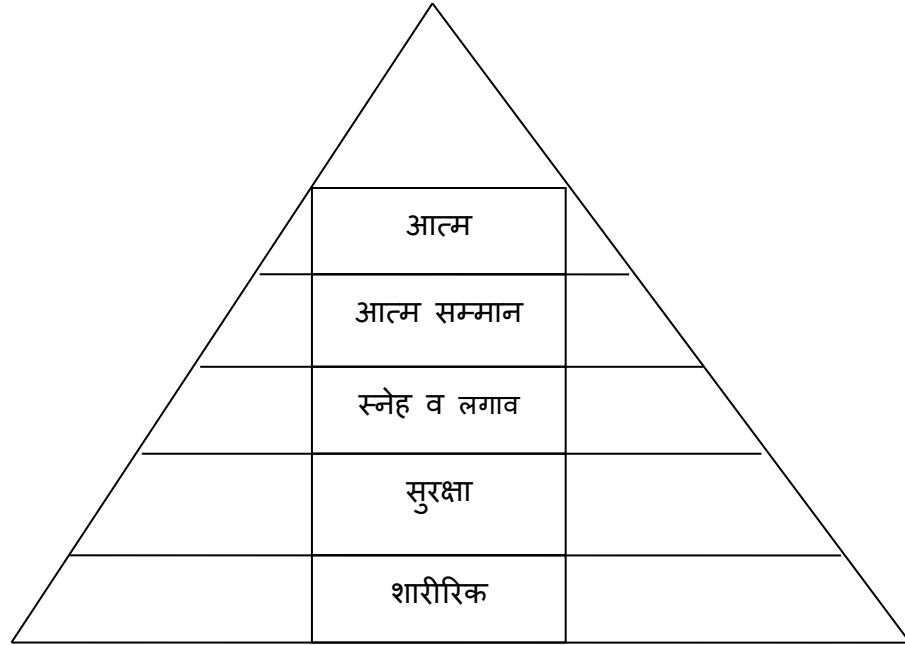 आत्म
आत्म सम्मान
स्नेह व लगाव
सुरक्षा
शारीरिक